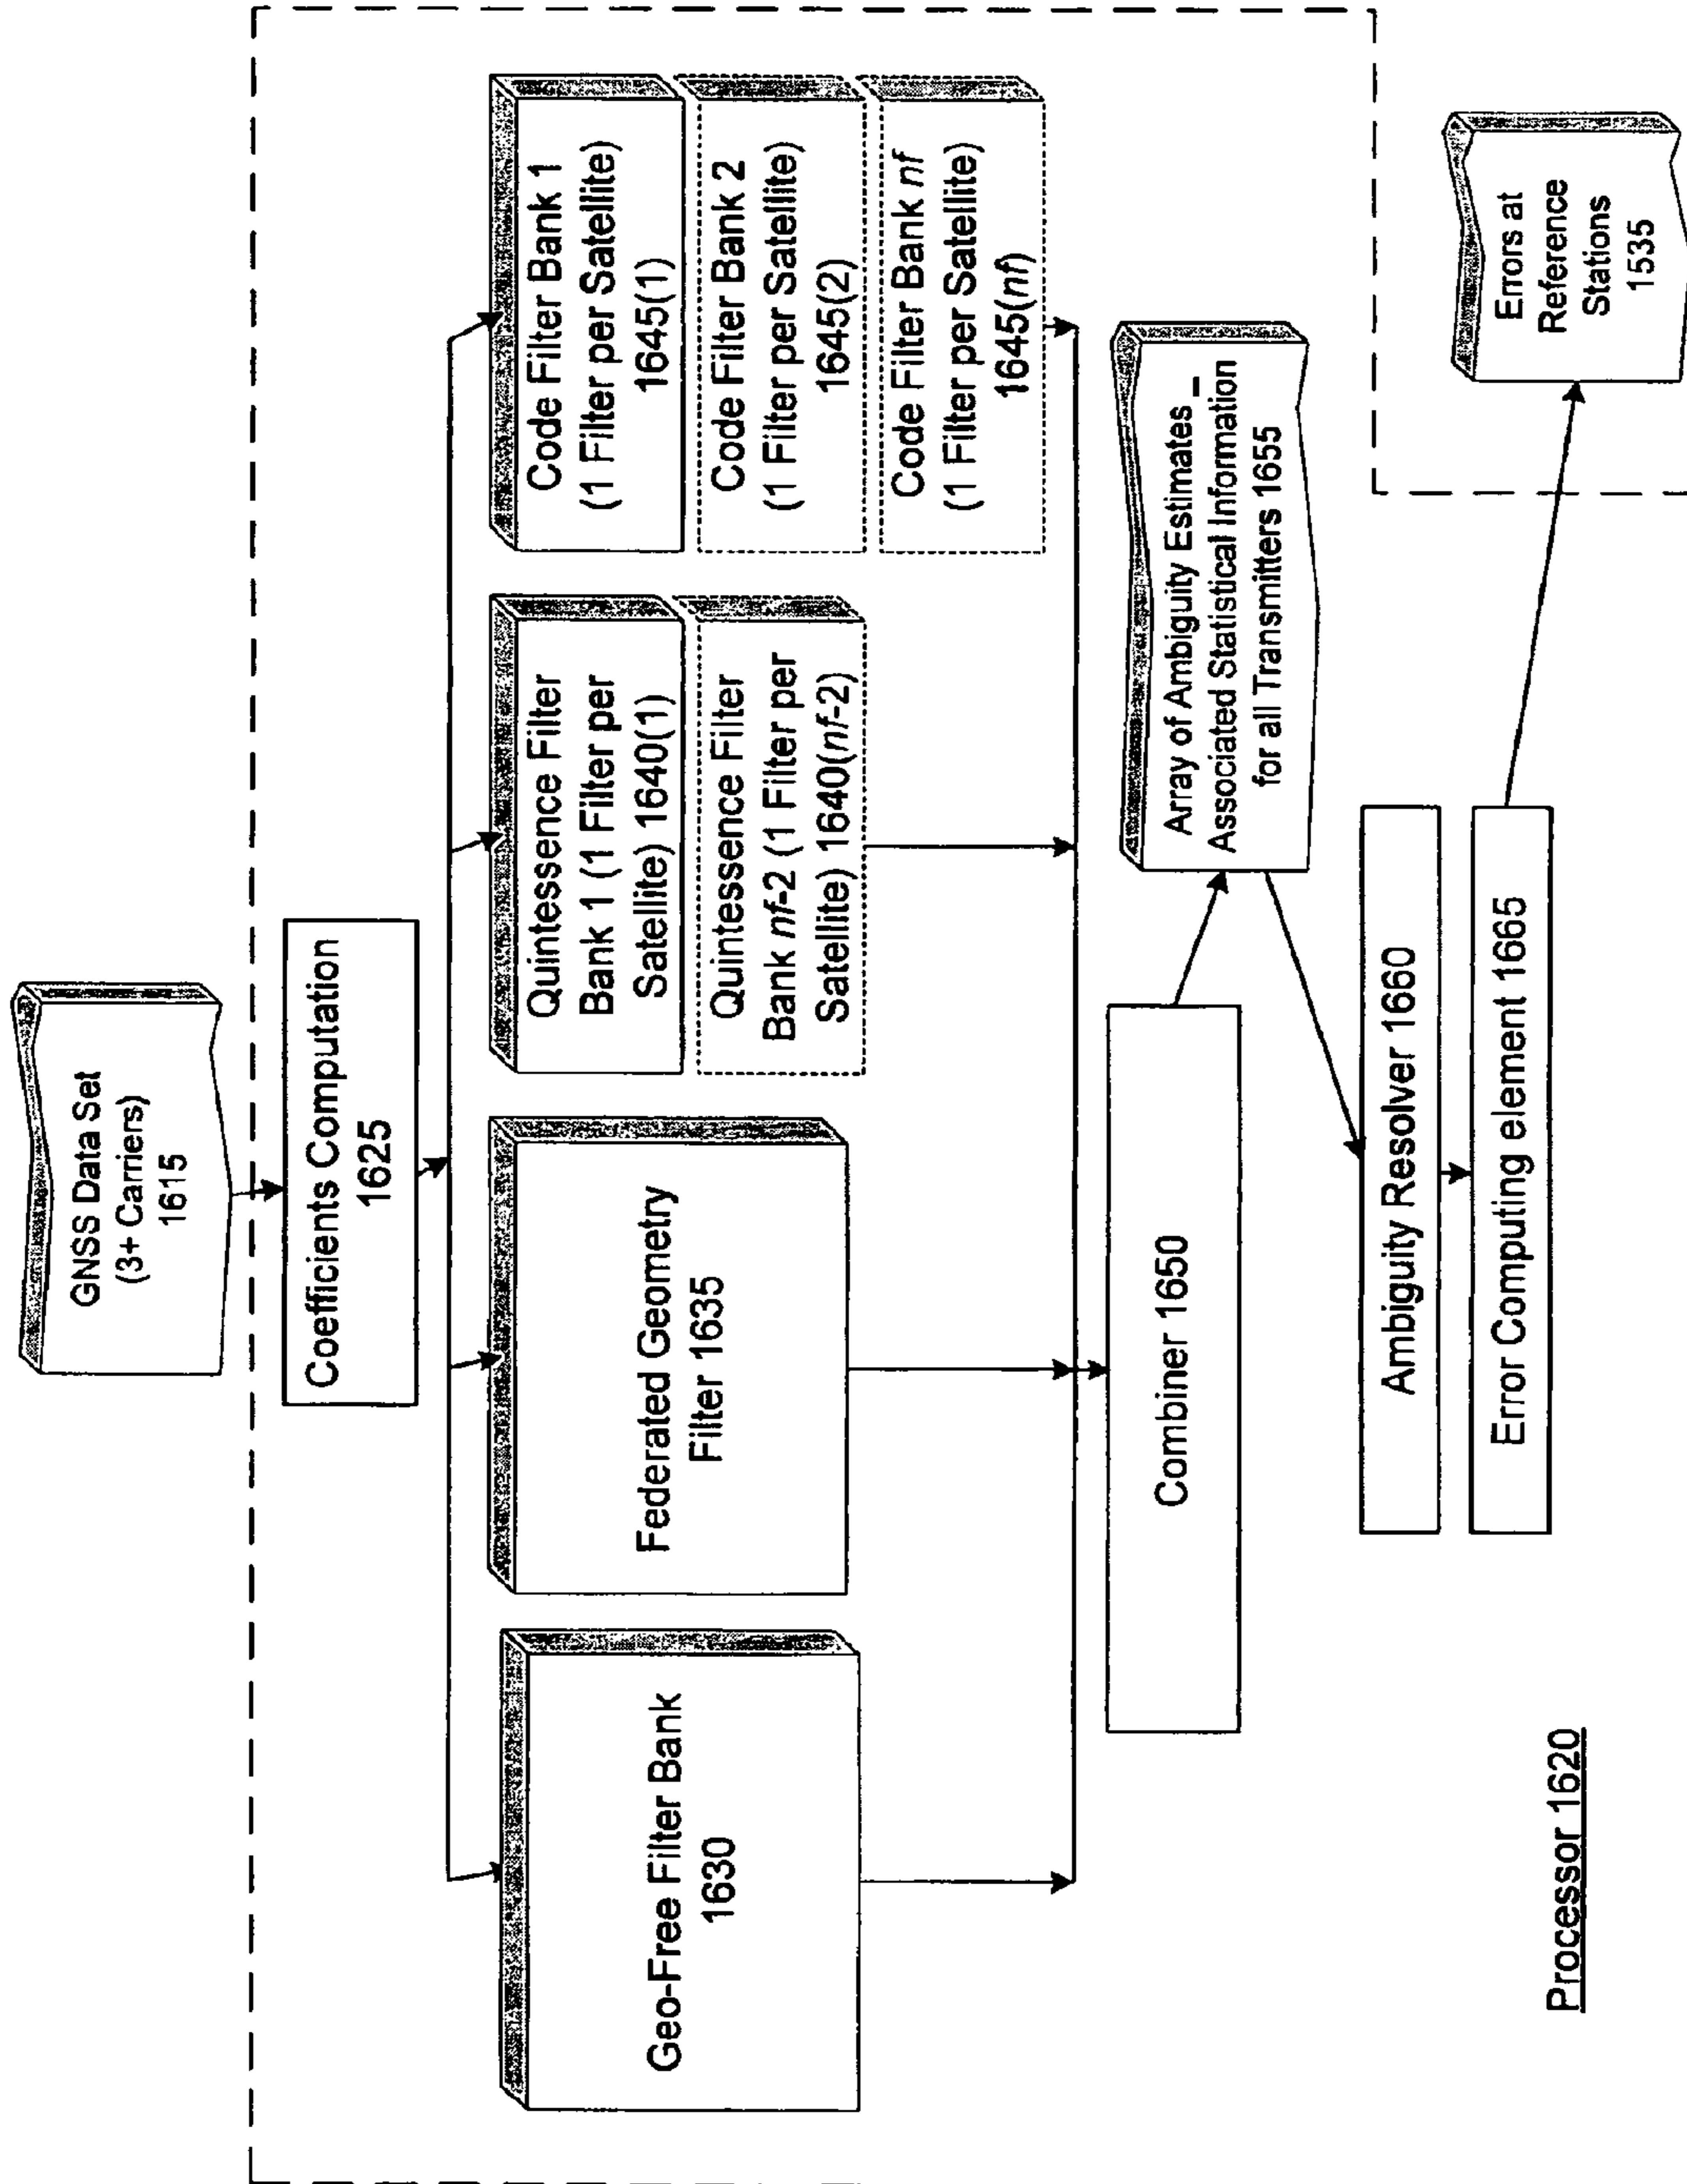 GNSS Data Set
(3+ Carriers)
1615
Coefficients Computation
1625
Geo-Free Filter Bank
1630
Federated Geometry
Filter 1635
Quintessence Filter
Bank 1 (1 Filter per
Satellite) 1640(1)
Quintessence Filter
Bank nf-2 (1 Filter per
Satellite) 1640(nf-2)
Code Filter Bank 1
(1 Filter per Satellite)
1645(1)
Code Filter Bank 2
(1 Filter per Satellite)
1645(2)
Code Filter Bank nf
(1 Filter per Satellite)
1645(nf)
Combiner 1650
Array of Ambiguity Estimates_
Associated Statistical Information
for all Transmitters 1655
Ambiguity Resolver 1660
Error Computing element 1665
Errors at
Reference
Stations
1535
Processor 1620